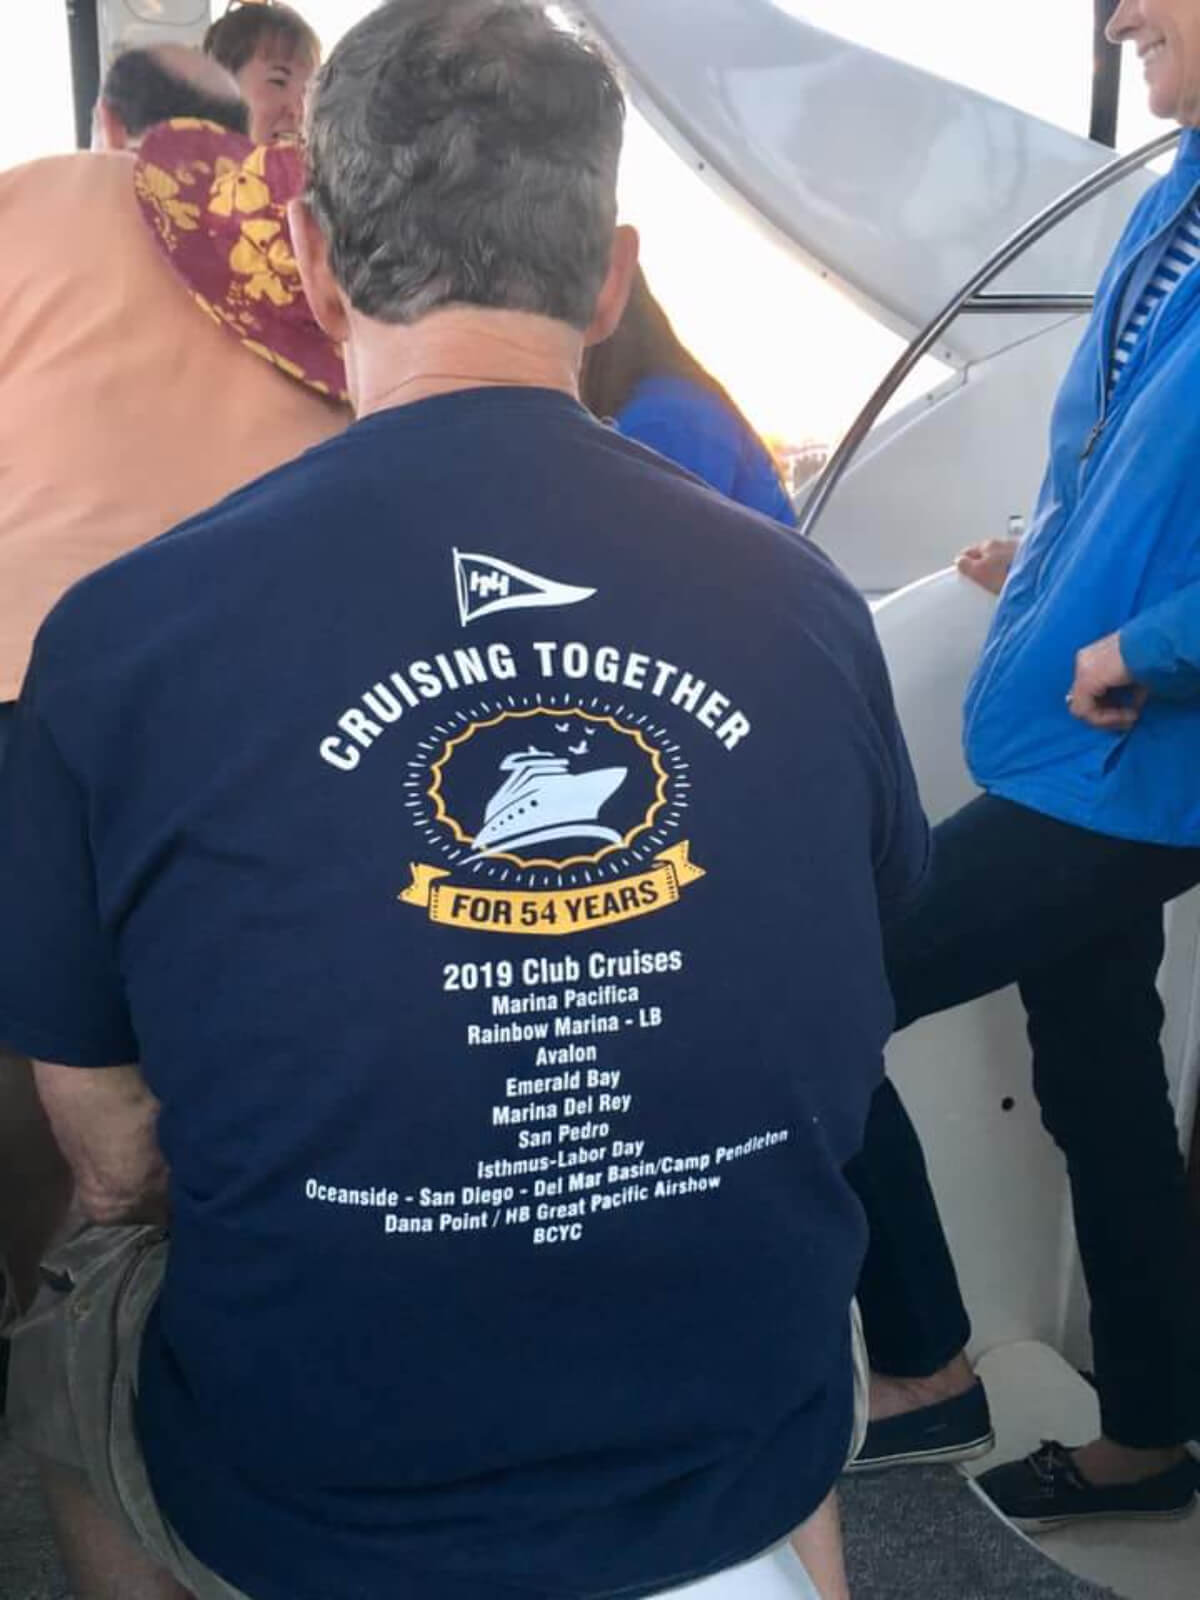 CRUISING TOGETHER
FOR 54 YEARS
2019 Club Cruises
Marina Pacifica
Rainbow Marina - LB
Avalon
Emerald Bay
Marina Del Rey
San Pedro
Isthmus-Labor Day
Oceanside - San Diego - Del Mar Basin/Camp Pendleton
Dana Point / HB Great Pacific Airshow
BCYC